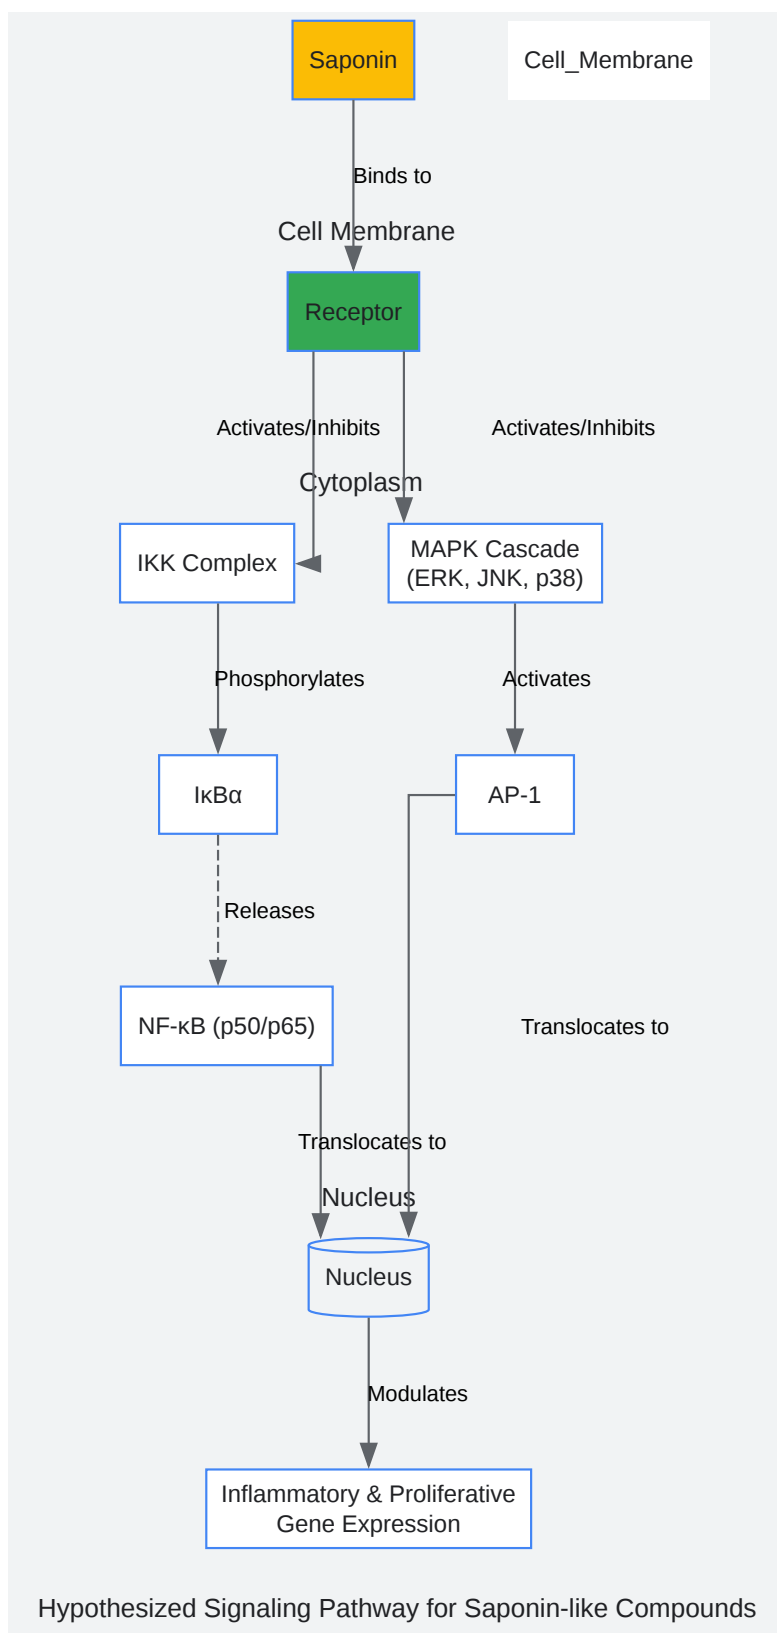 Saponin
Cell_Membrane
Binds to
Cell Membrane
Receptor
Activates/Inhibits
Activates/Inhibits
Cytoplasm
IKK Complex
MAPK Cascade
(ERK, JNK, p38)
Phosphorylates
Activates
IκBα
AP-1
Releases
NF-κB (p50/p65)
Translocates to
Translocates to
Nucleus
Nucleus
Modulates
Inflammatory & Proliferative
Gene Expression
Hypothesized Signaling Pathway for Saponin-like Compounds